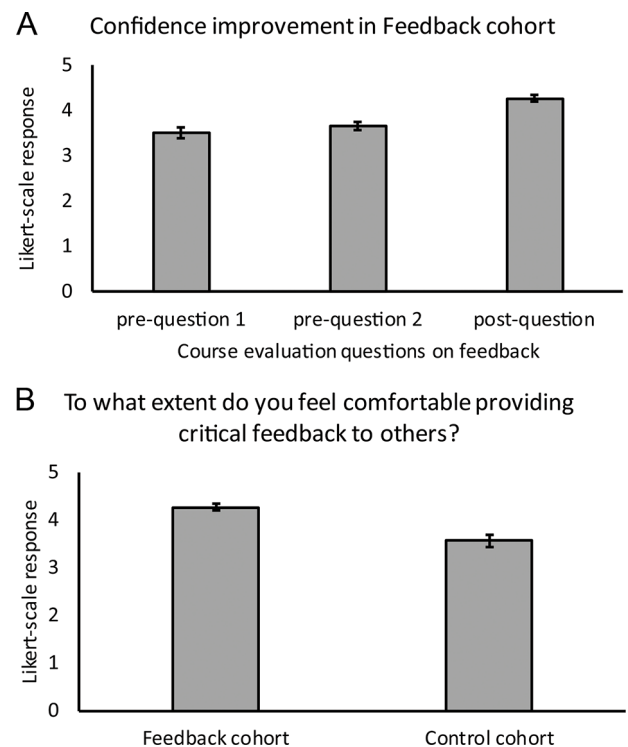 A
Confidence improvement in Feedback cohort
5
4
3
2
1
0
Likert-scale response
pre-question 1
pre-question 2
post-question
Course evaluation questions on feedback
B
To what extent do you feel comfortable providing
critical feedback to others?
5
4
3
2
1
0
Likert-scale response
Feedback cohort
Control cohort